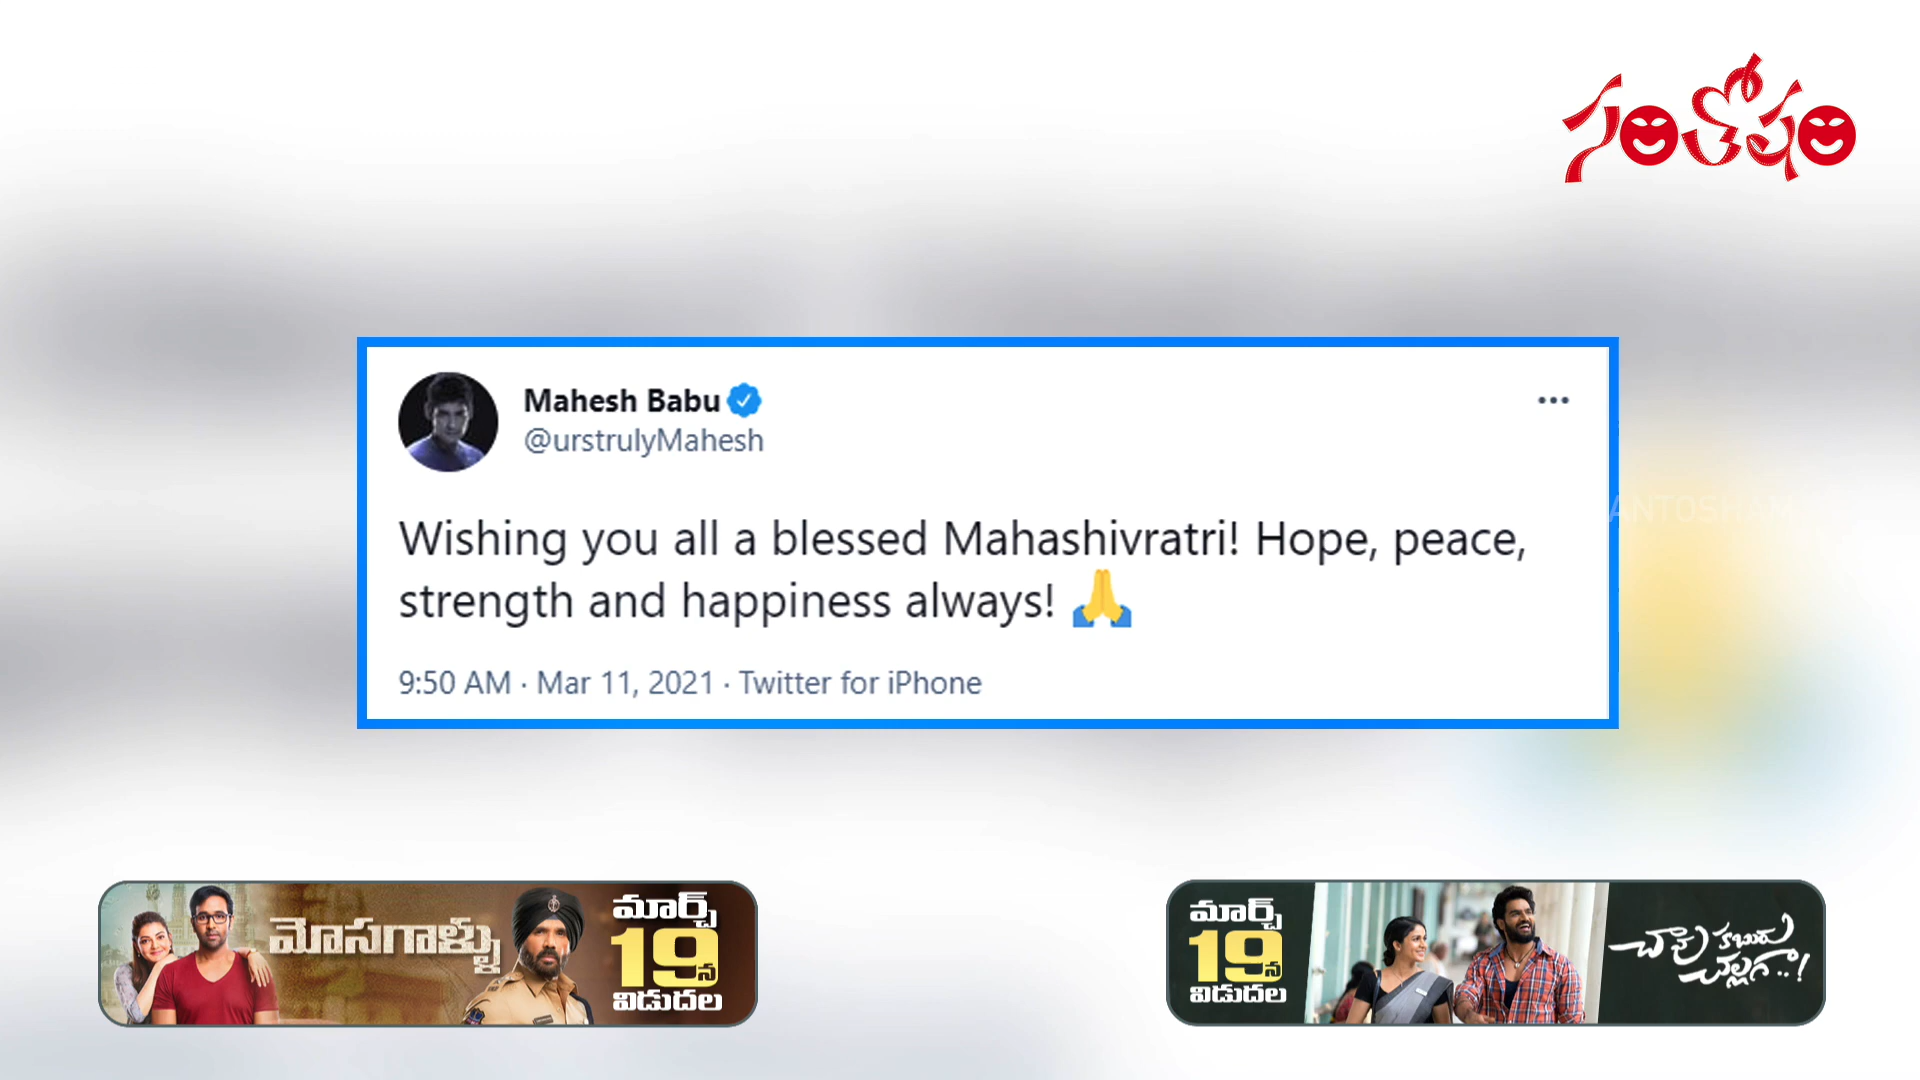 సంతోషం
Mahesh Babu
@urstrulyMahesh
Wishing you all a blessed Mahashivratri! Hope, peace,
strength and happiness always! 🙏
9:50 AM · Mar 11, 2021 · Twitter for iPhone
ANTOSHA
మోసగాళ్ళు
మార్చ్
19న
విడుదల
మార్చ్
19న
విడుదల
చావు కబురు
చల్లగా..!